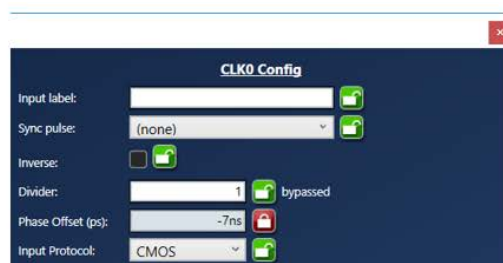 CLK0 Config
Input label:
Sync pulse: (none)
Inverse:
Divider: 1 bypassed
Phase Offset (ps): -7ns
Input Protocol: CMOS